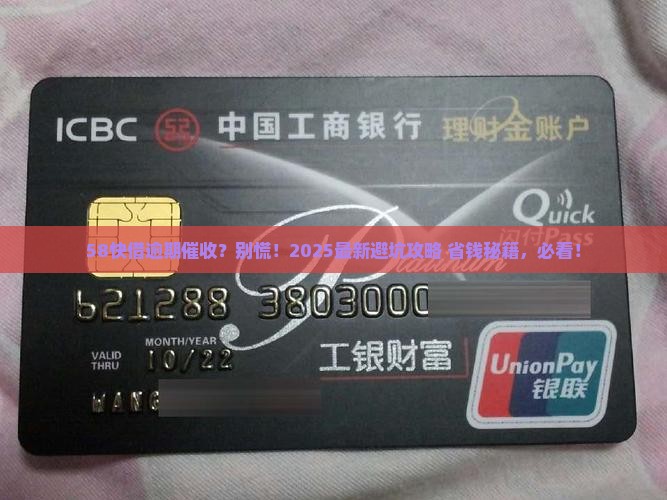 ICBC 中国工商银行 理财金账户
Quick
闪付Pass
58快借逾期催收？别慌！2025最新避坑攻略,省钱秘籍，必看！
Platinum
621288 3803000
MONTH/YEAR
VALID THRU 10/22
工银财富
WANG
UnionPay
银联